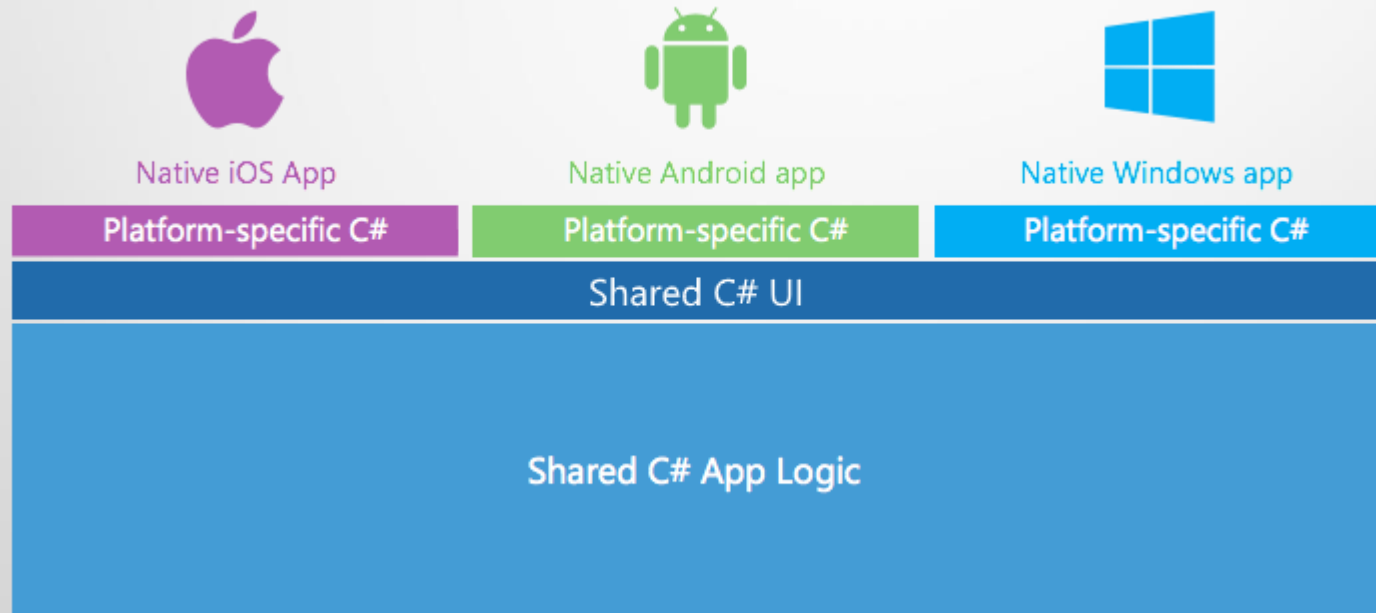 Native iOS App
Native Android app
Native Windows app
Platform-specific C#
Platform-specific C#
Platform-specific C#
Shared C# UI
Shared C# App Logic